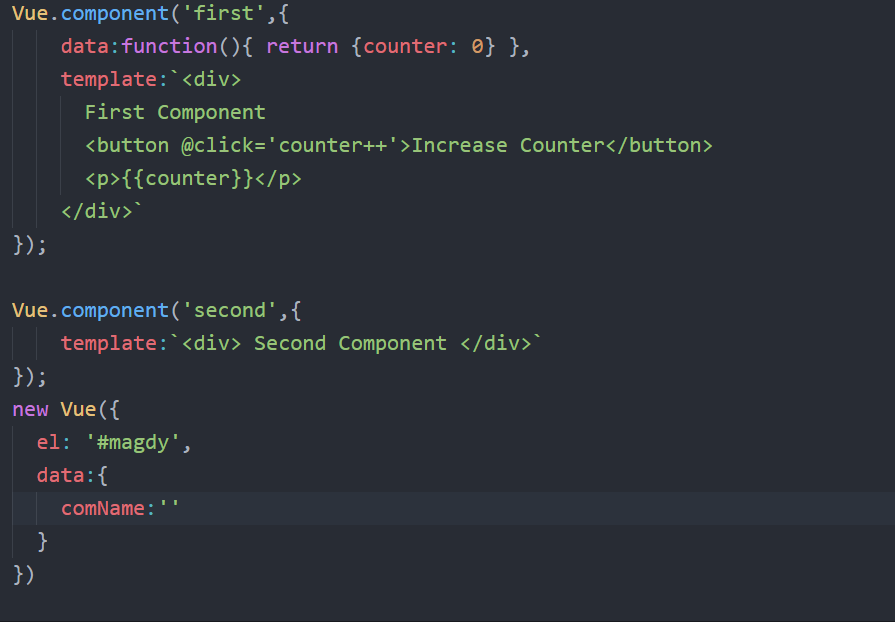 Vue.component('first',{
    data:function(){ return {counter: 0} },
    template:`<div>
      First Component
      <button @click='counter++'>Increase Counter</button>
      <p>{{counter}}</p>
    </div>`
});

Vue.component('second',{
    template:`<div> Second Component </div>`
});
new Vue({
  el: '#magdy',
  data:{
    comName:''
  }
})